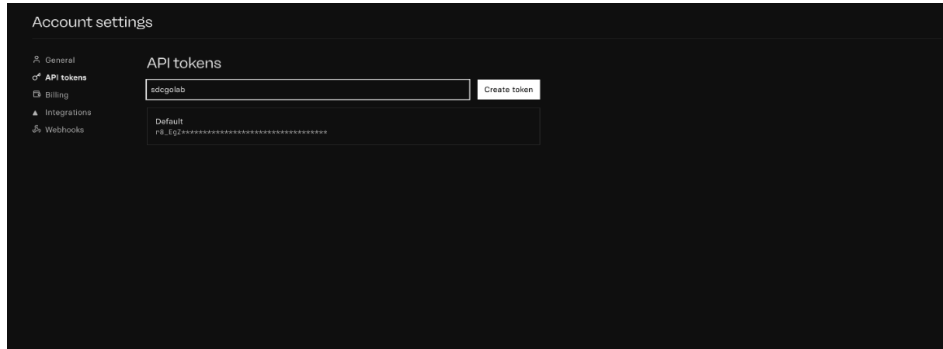 Account settings
General
API tokens
Billing
Integrations
Webhooks
API tokens
sdcgolab
Create token
Default
r8_Eg2**********************************